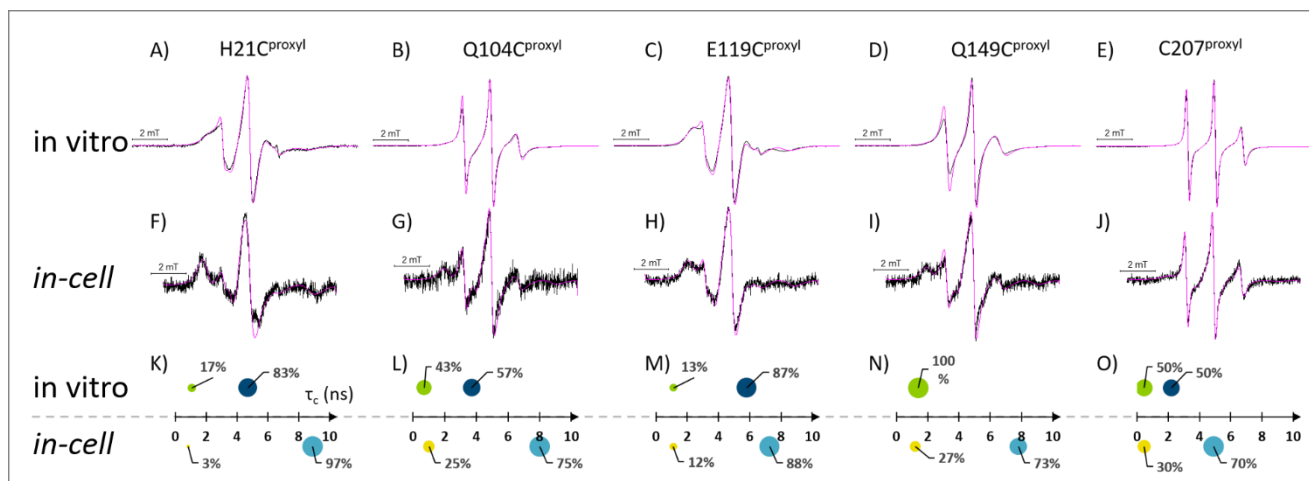 A) H21Cproxyl B) Q104Cproxyl C) E119Cproxyl D) Q149Cproxyl E) C207proxyl
in vitro
2 mT 2 mT 2 mT 2 mT 2 mT
F) G) H) I) J)
in-cell
2 mT 2 mT 2 mT 2 mT 2 mT
K) L) M) N) O)
in vitro
17% 83% 43% 57% 13% 87% 100 % 50% 50%
τc (ns)
0 2 4 6 8 10 0 2 4 6 8 10 0 2 4 6 8 10 0 2 4 6 8 10 0 2 4 6 8 10
in-cell
3% 97% 25% 75% 12% 88% 27% 73% 30% 70%